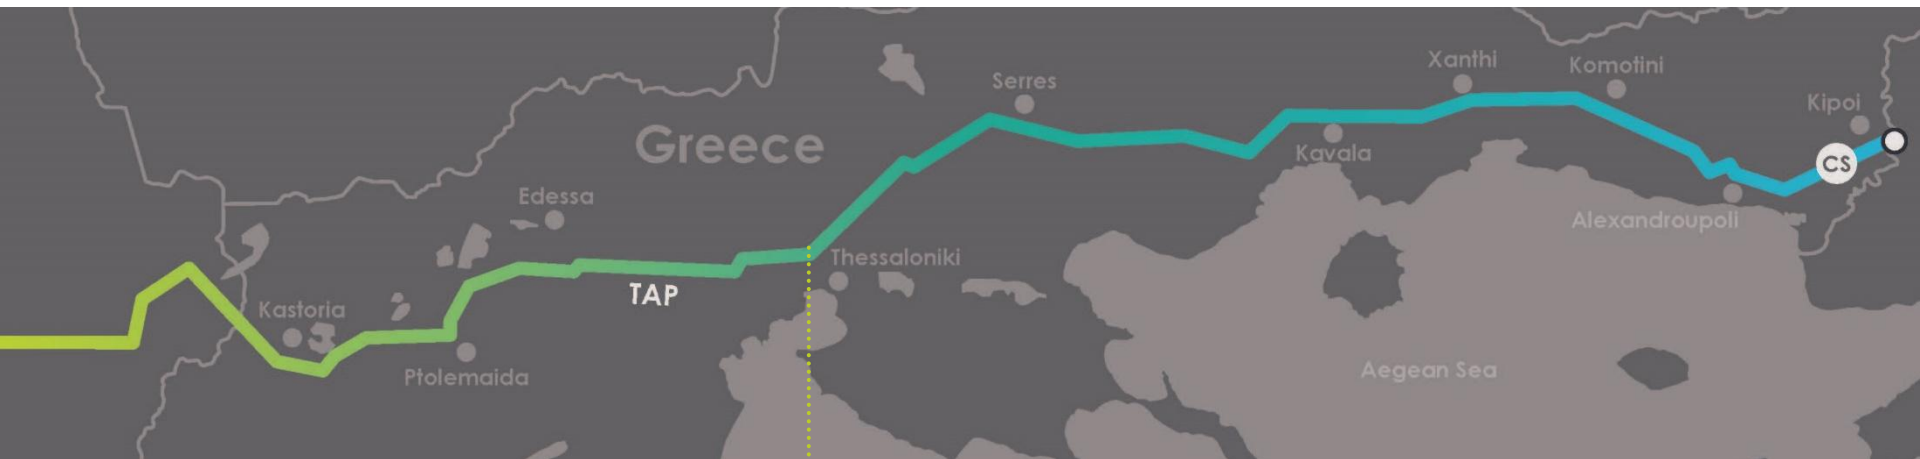 Xanthi
Komotini
Serres
Kipoi
Greece
Kavala
CS
Edessa
Alexandroupoli
Thessaloniki
TAP
Kastoria
Aegean Sea
Ptolemaida